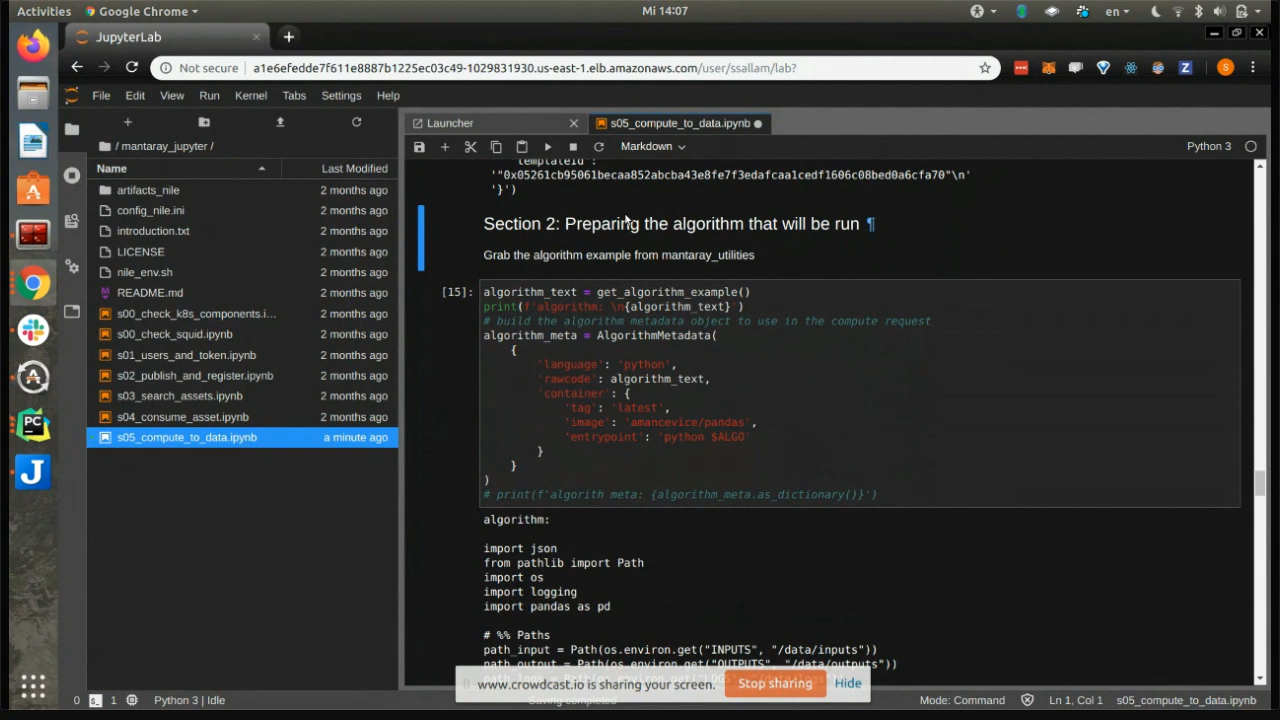 Activities
Google Chrome
Mi 14:07
en
JupyterLab
Not secure
a1e6efedde7f611e8887b1225ec03c49-1029831930.us-east-1.elb.amazonaws.com/user/ssallam/lab?
S
File Edit View Run Kernel Tabs Settings Help
Launcher
s05_compute_to_data.ipynb
Markdown
Python 3
/ mantaray_jupyter /
Name Last Modified
artifacts_nile 2 months ago
config_nile.ini 2 months ago
introduction.txt 2 months ago
LICENSE 2 months ago
nile_env.sh 2 months ago
README.md 2 months ago
s00_check_k8s_components.i... 2 months ago
s00_check_squid.ipynb 2 months ago
s01_users_and_token.ipynb 2 months ago
s02_publish_and_register.ipynb 2 months ago
s03_search_assets.ipynb 2 months ago
s04_consume_asset.ipynb 2 months ago
s05_compute_to_data.ipynb a minute ago
'templateId':
'"0x05261cb95061becaa852abcba43e8fe7f3edafcaa1cedf1606c08bed0a6cfa70"\n'
'}')
Section 2: Preparing the algorithm that will be run ¶
Grab the algorithm example from mantaray_utilities
[15]:
algorithm_text = get_algorithm_example()
print(f'algorithm: \n{algorithm_text}')
# build the algorithm metadata object to use in the compute request
algorithm_meta = AlgorithmMetadata(
{
'language': 'python',
'rawcode': algorithm_text,
'container': {
'tag': 'latest',
'image': 'amancevice/pandas',
'entrypoint': 'python $ALGO'
}
}
)
# print(f'algorith meta: {algorithm_meta.as_dictionary()}')
algorithm:
import json
from pathlib import Path
import os
import logging
import pandas as pd
# %% Paths
path_input = Path(os.environ.get("INPUTS", "/data/inputs"))
path_output = Path(os.environ.get("OUTPUTS", "/data/outputs"))
www.crowdcast.io is sharing your screen.
Stop sharing
Hide
0
1
Python 3 | Idle
Saving completed
Mode: Command
Ln 1, Col 1
s05_compute_to_data.ipynb